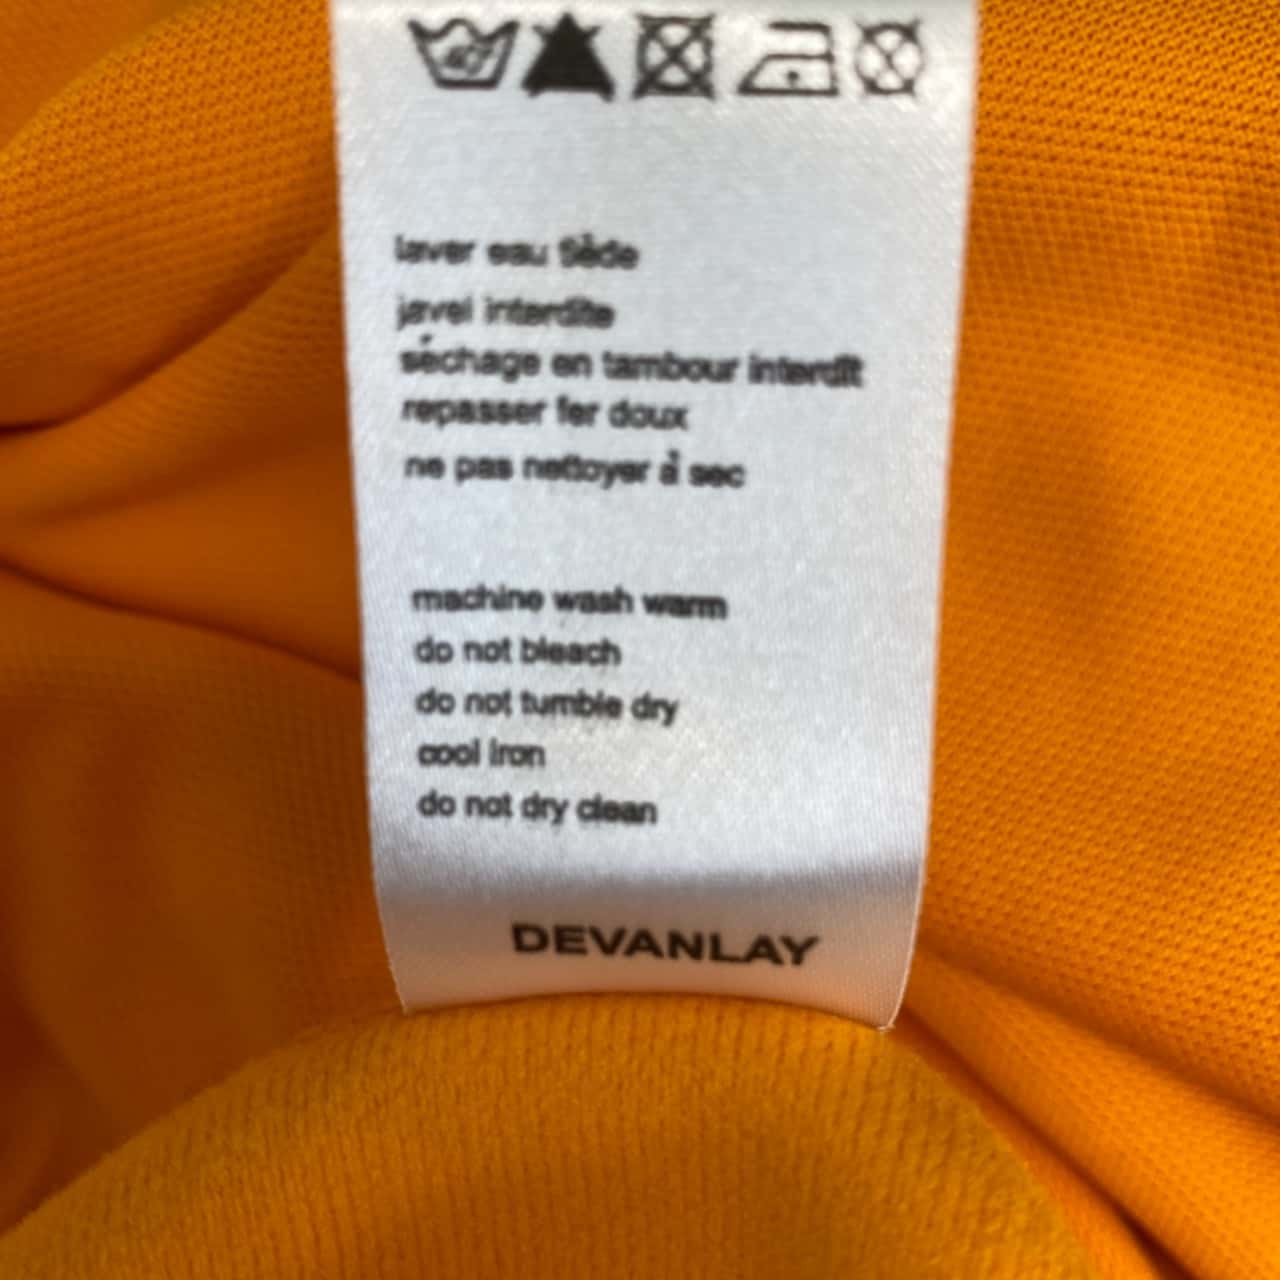 40
laver eau tiède
javel interdite
séchage en tambour interdit
repasser fer doux
ne pas nettoyer à sec
machine wash warm
do not bleach
do not tumble dry
cool iron
do not dry clean
DEVANLAY